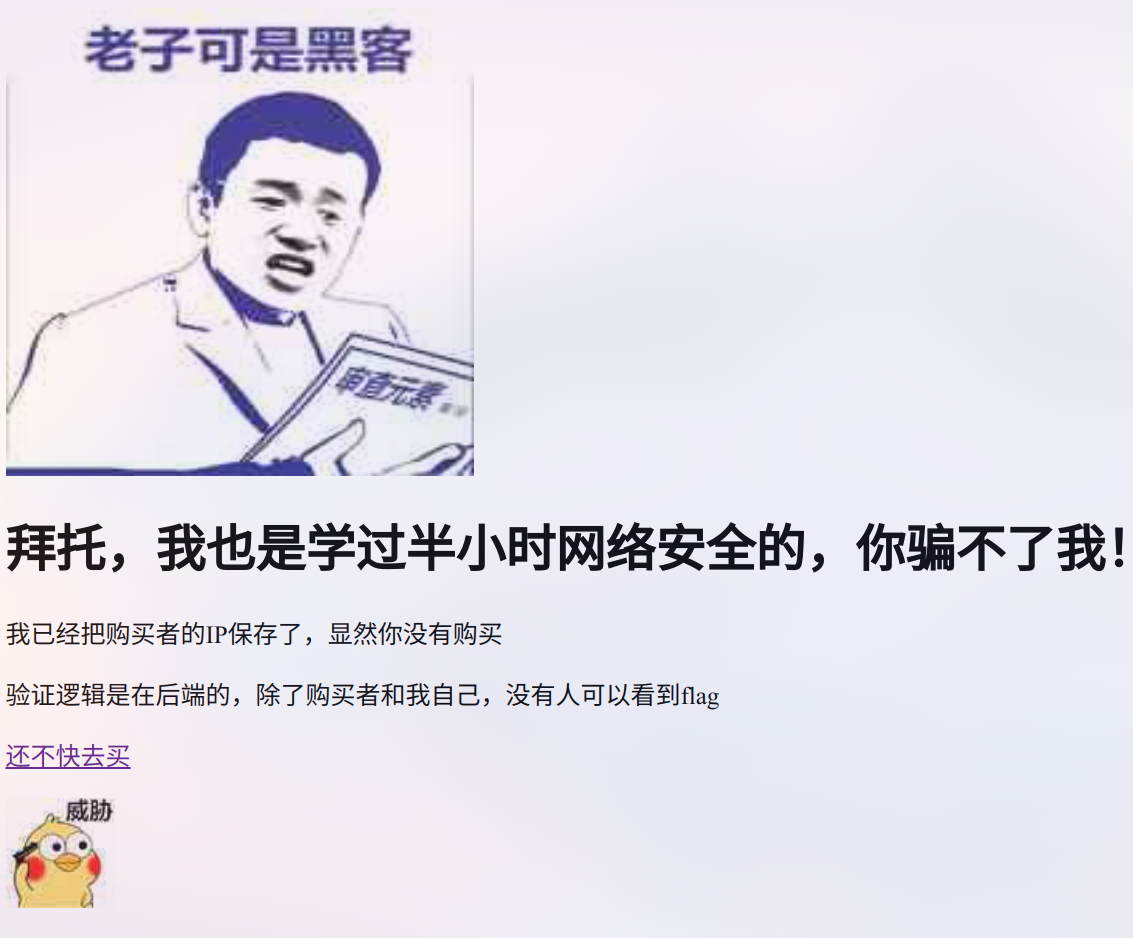 老子可是黑客
审查元素
拜托，我也是学过半小时网络安全的，你骗不了我！
我已经把购买者的IP保存了，显然你没有购买
验证逻辑是在后端的，除了购买者和我自己，没有人可以看到flag
还不快去买
威胁